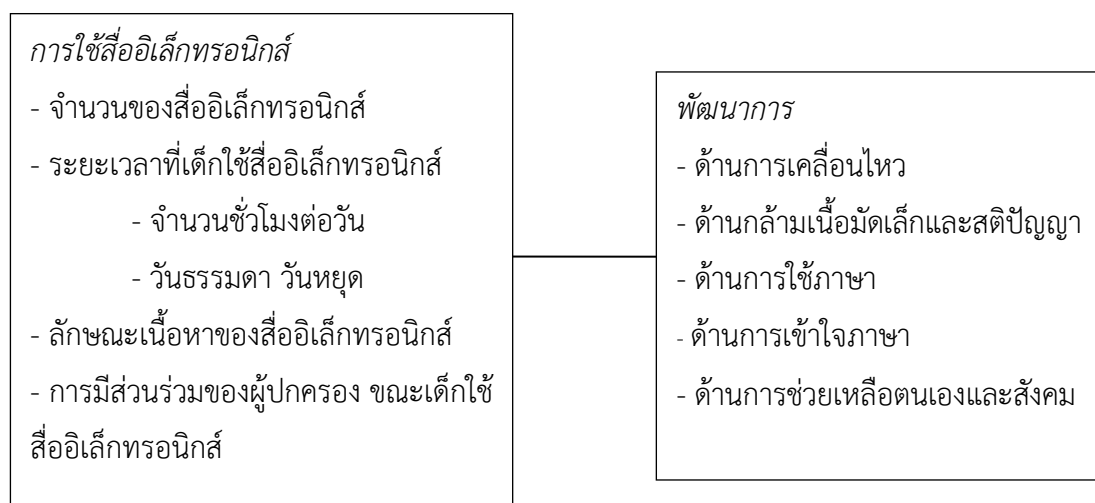 การใช้สื่ออิเล็กทรอนิกส์
- จำนวนของสื่ออิเล็กทรอนิกส์
- ระยะเวลาที่เด็กใช้สื่ออิเล็กทรอนิกส์
- จำนวนชั่วโมงต่อวัน
- วันธรรมดา วันหยุด
- ลักษณะเนื้อหาของสื่ออิเล็กทรอนิกส์
- การมีส่วนร่วมของผู้ปกครอง ขณะเด็กใช้
สื่ออิเล็กทรอนิกส์
พัฒนาการ
- ด้านการเคลื่อนไหว
- ด้านกล้ามเนื้อมัดเล็กและสติปัญญา
- ด้านการใช้ภาษา
- ด้านการเข้าใจภาษา
- ด้านการช่วยเหลือตนเองและสังคม